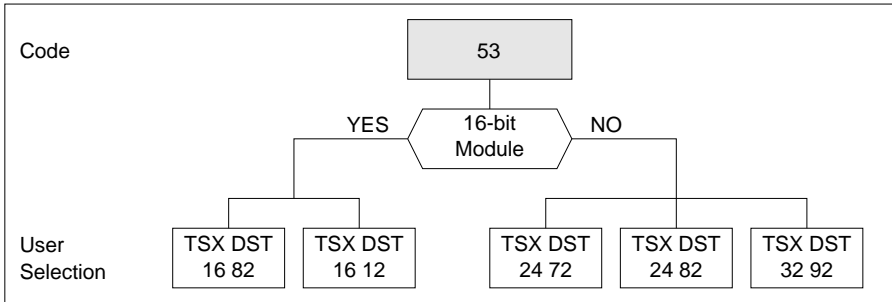 Code
53
YES
16-bit
Module
NO
User
Selection
TSX DST
16 82
TSX DST
16 12
TSX DST
24 72
TSX DST
24 82
TSX DST
32 92